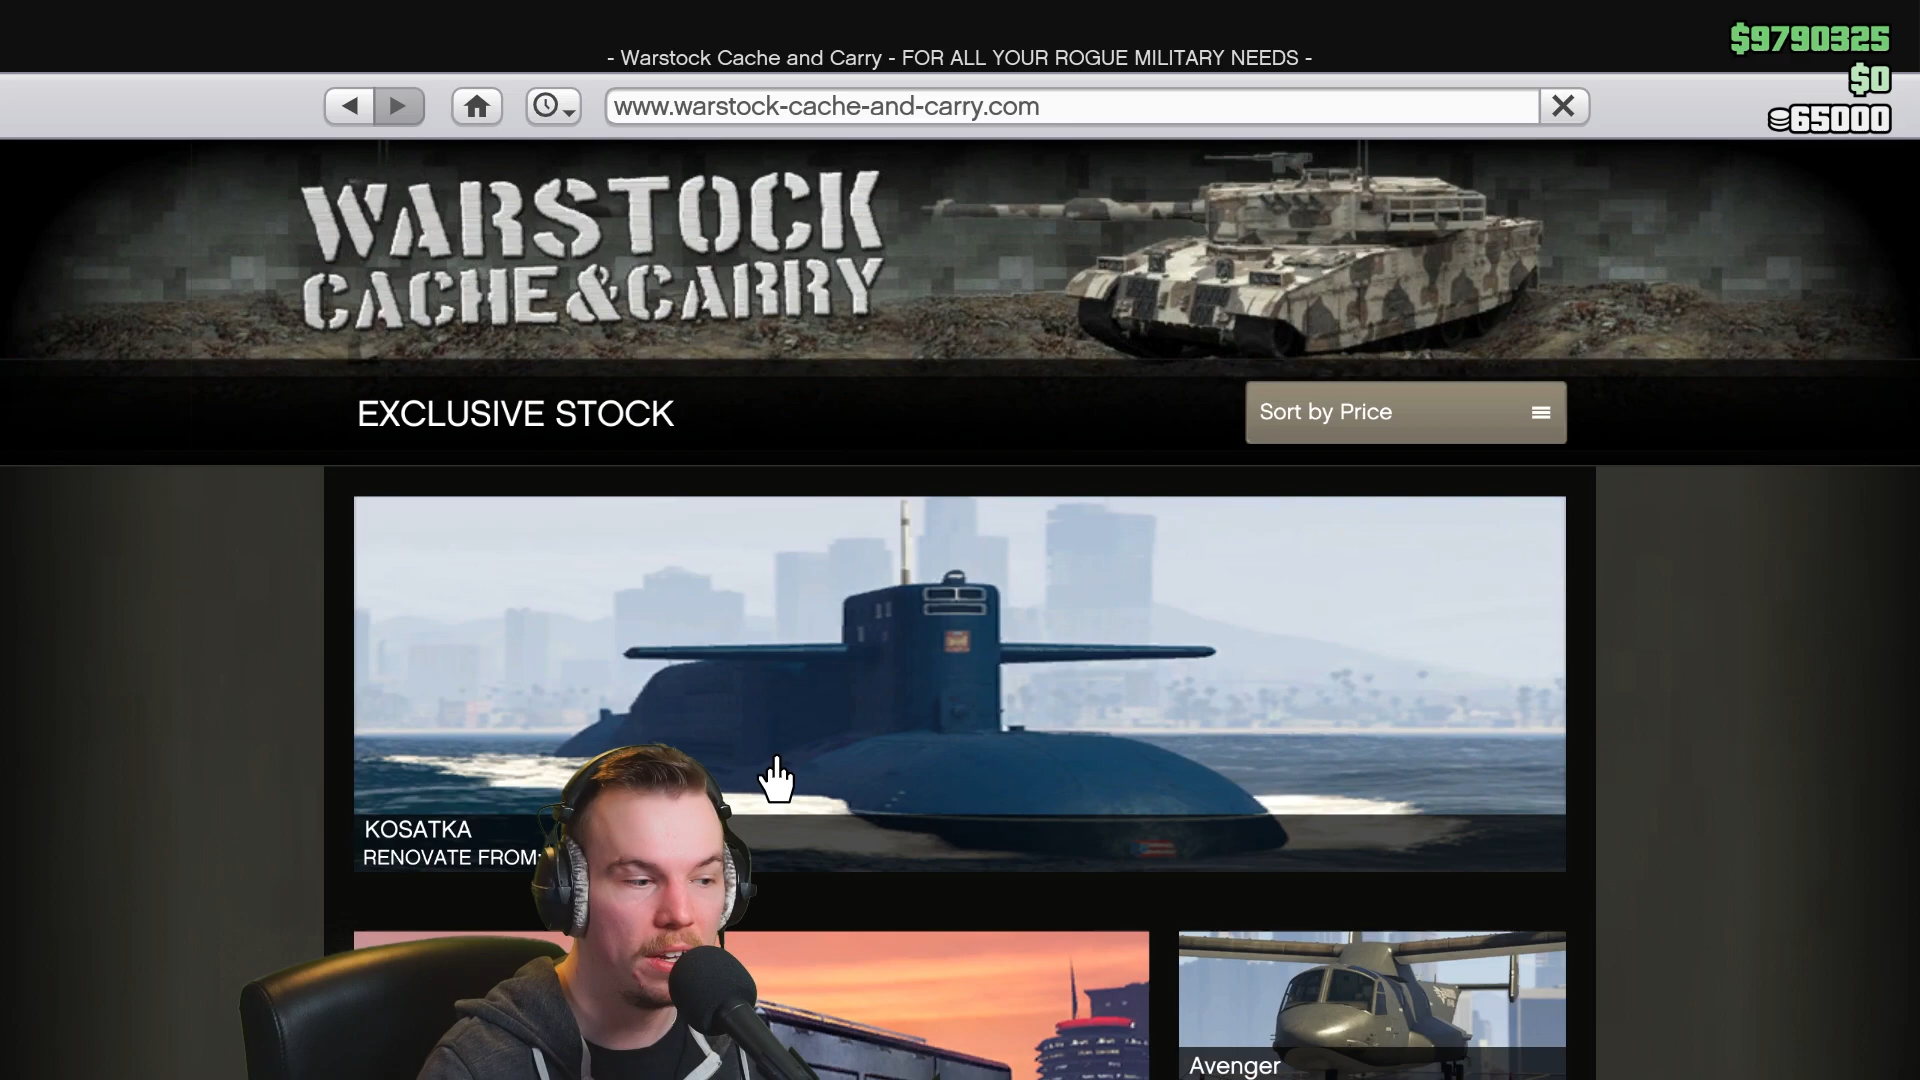 - Warstock Cache and Carry - FOR ALL YOUR ROGUE MILITARY NEEDS -
$9790325
$0
65000
www.warstock-cache-and-carry.com
WARSTOCK
CACHE & CARRY
EXCLUSIVE STOCK
Sort by Price
KOSATKA
RENOVATE FROM:
Avenger